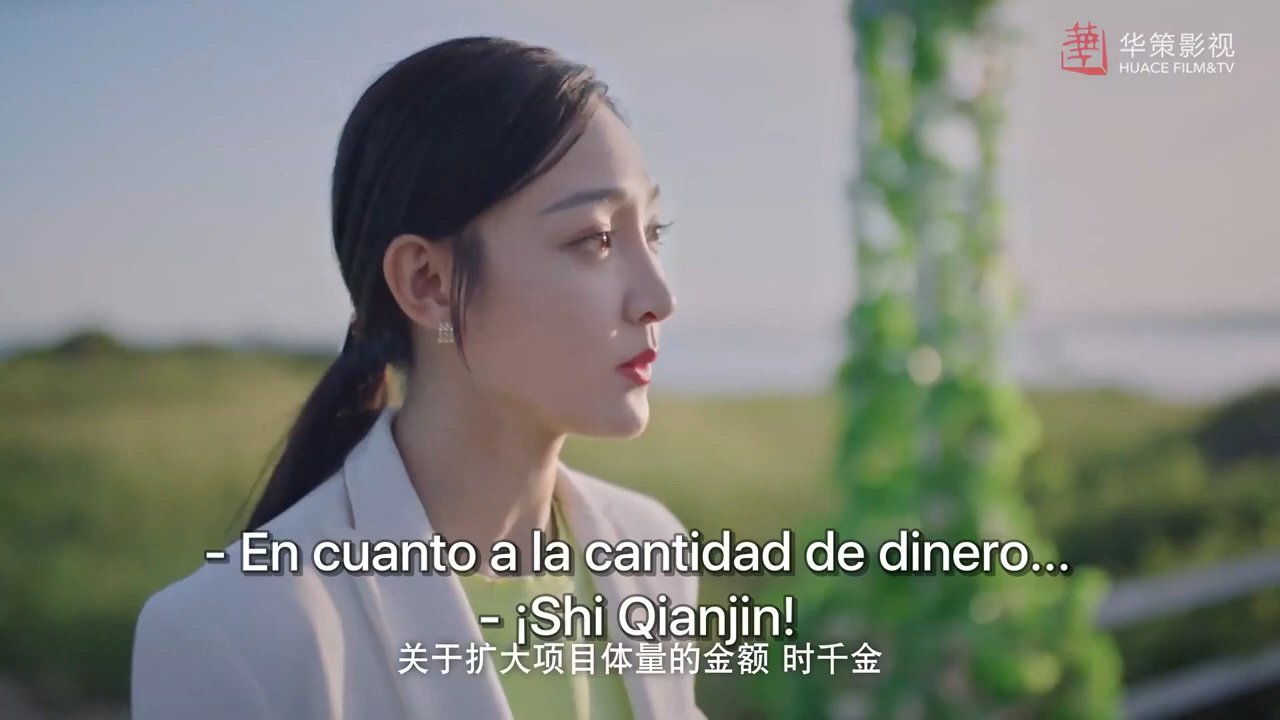 華 华策影视
HUACE FILM&TV
- En cuanto a la cantidad de dinero...
- ¡Shi Qianjin!
关于扩大项目体量的金额 时千金